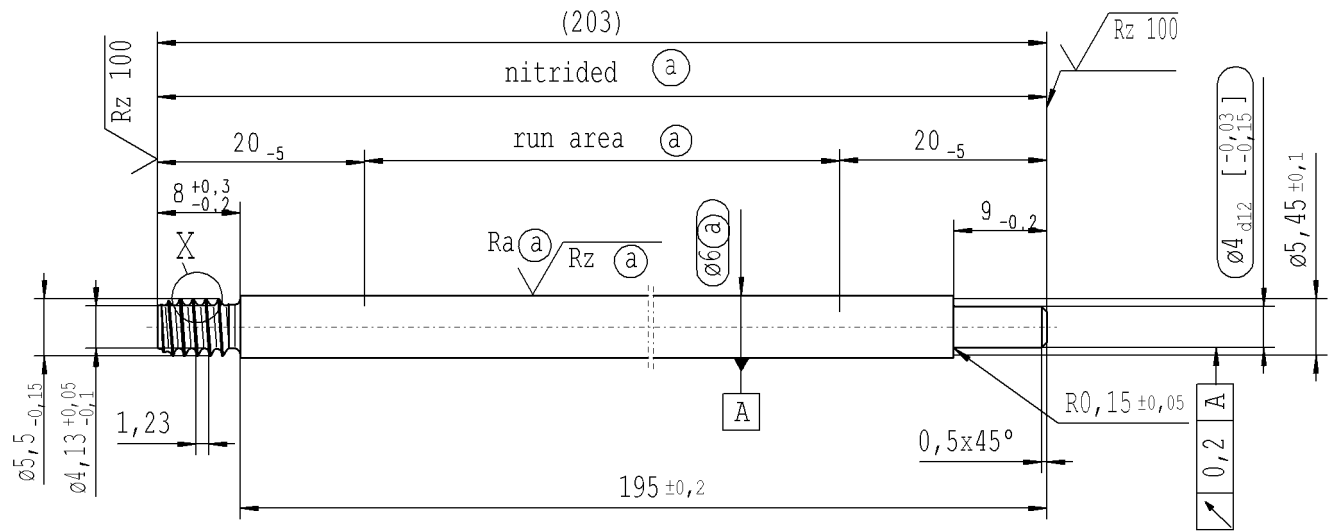 (203)
Rz 100
Rz 100
nitrided a
20 -5
run area a
20 -5
8 +0,3 -0,2
9 -0,2
ø4 d12 [-0,03 -0,15]
ø5,45 ±0,1
X
Ra a
Rz a
ø6 a
ø5,5 -0,15
ø4,13 +0,05 -0,1
1,23
A
R0,15 ±0,05
0,5x45°
0,2 A
195 ±0,2